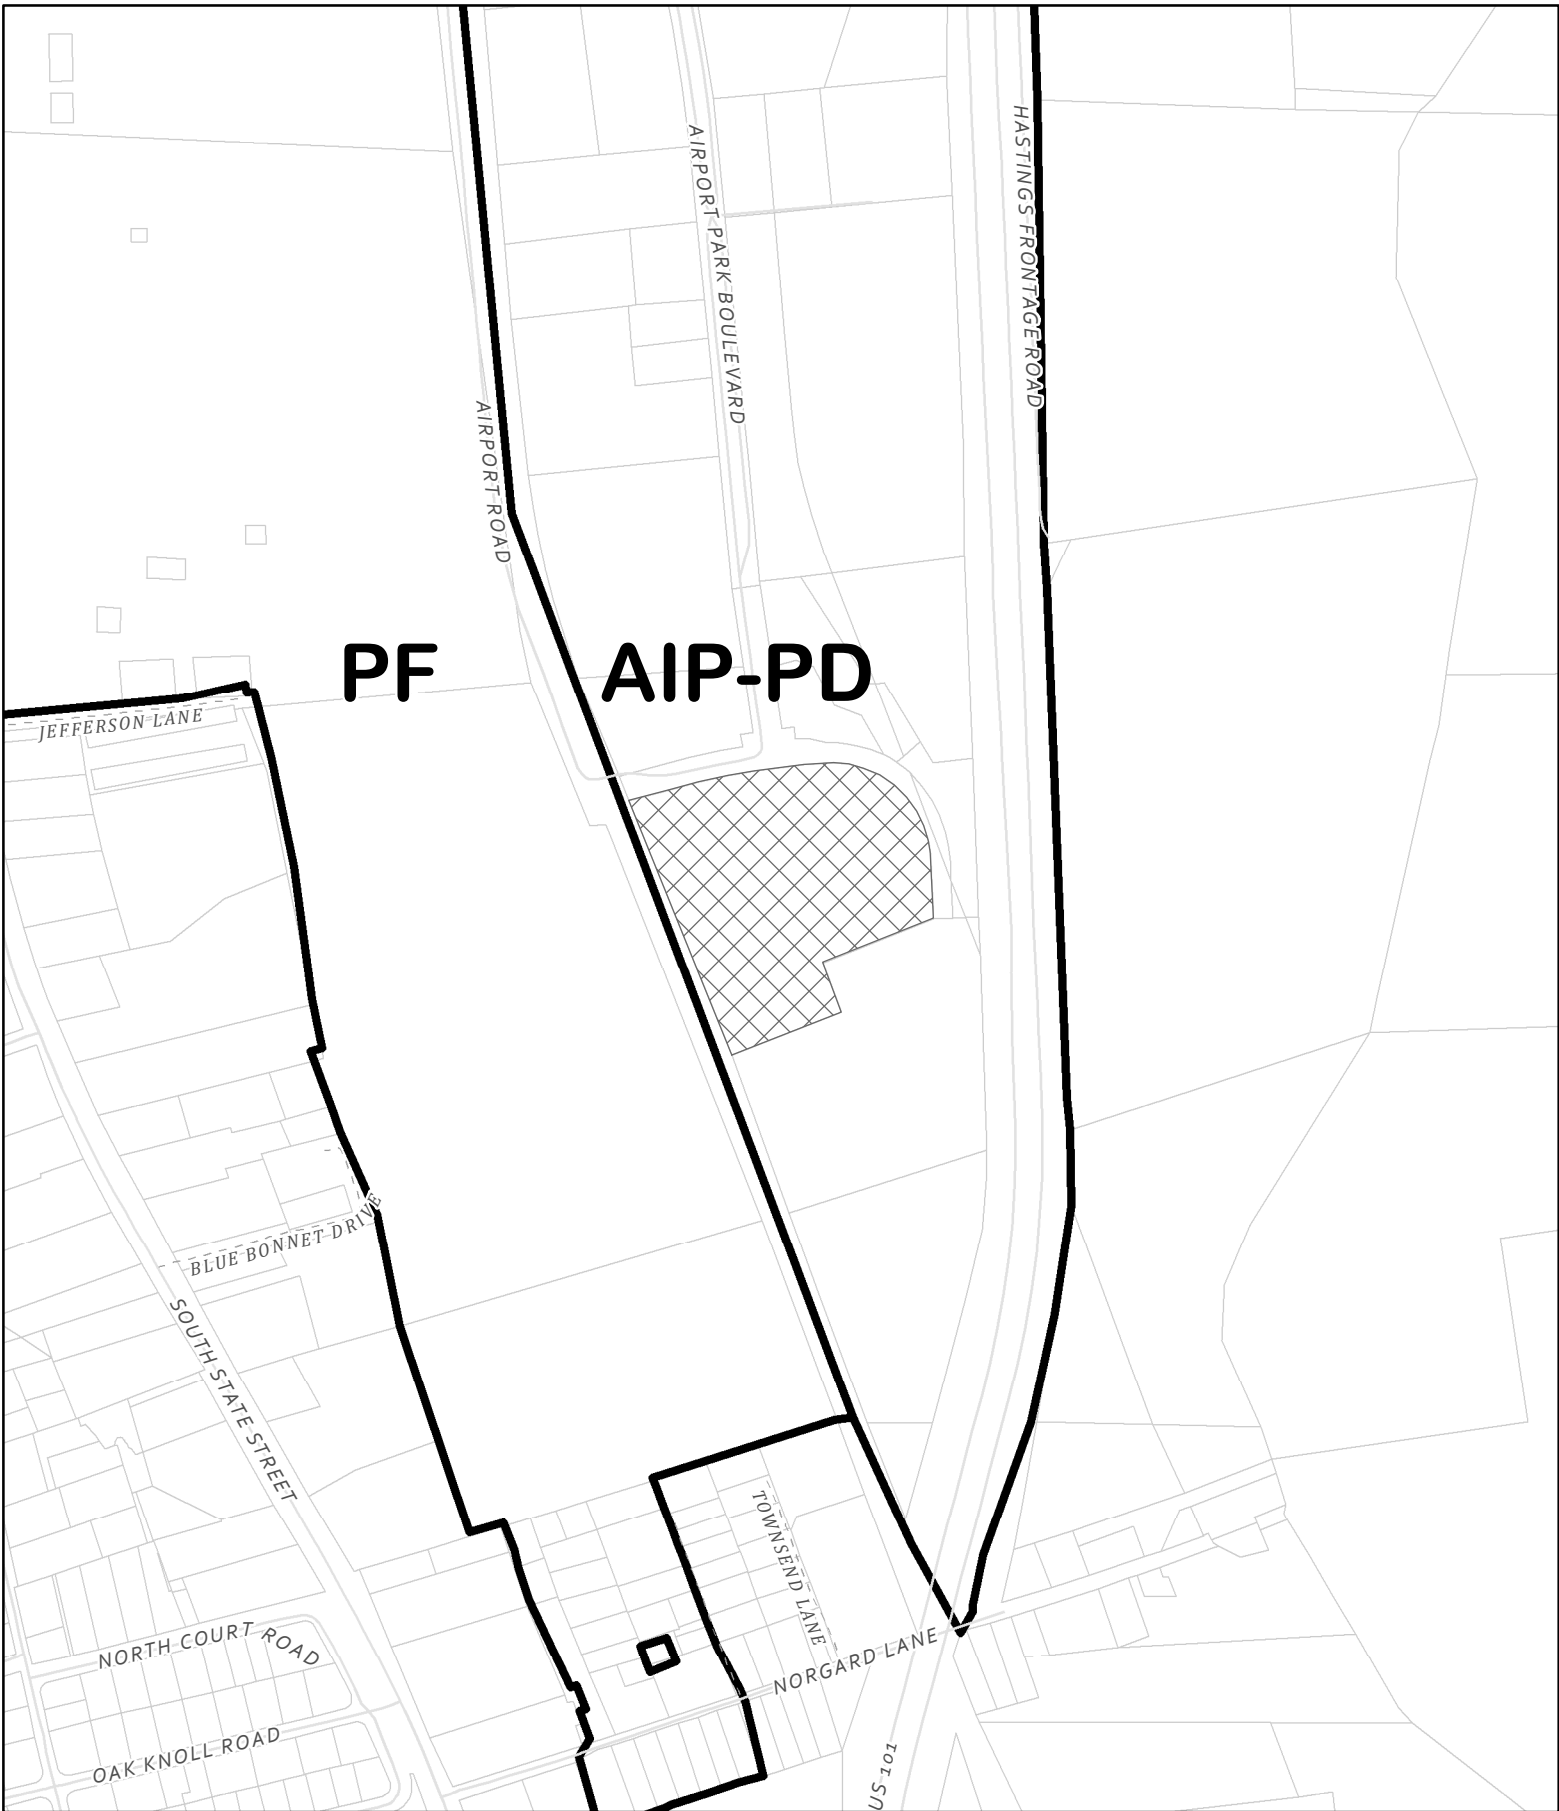 AIRPORT PARK BOULEVARD
HASTINGS FRONTAGE ROAD
AIRPORT ROAD
PF
AIP-PD
JEFFERSON LANE
BLUE BONNET DRIVE
SOUTH STATE STREET
TOWNSEND LANE
NORTH COURT ROAD
NORGARD LANE
OAK KNOLL ROAD
US 101